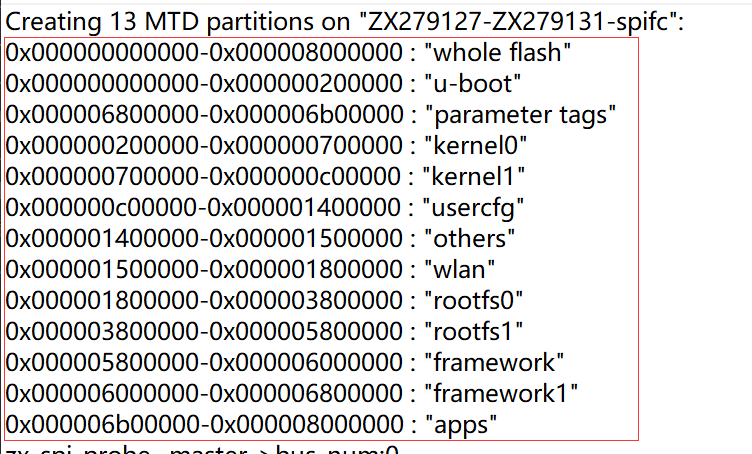 Creating 13 MTD partitions on "ZX279127-ZX279131-spifc":
0x000000000000-0x000008000000 : "whole flash"
0x000000000000-0x000000200000 : "u-boot"
0x000006800000-0x000006b00000 : "parameter tags"
0x000000200000-0x000000700000 : "kernel0"
0x000000700000-0x000000c00000 : "kernel1"
0x000000c00000-0x000001400000 : "usercfg"
0x000001400000-0x000001500000 : "others"
0x000001500000-0x000001800000 : "wlan"
0x000001800000-0x000003800000 : "rootfs0"
0x000003800000-0x000005800000 : "rootfs1"
0x000005800000-0x000006000000 : "framework"
0x000006000000-0x000006800000 : "framework1"
0x000006b00000-0x000008000000 : "apps"